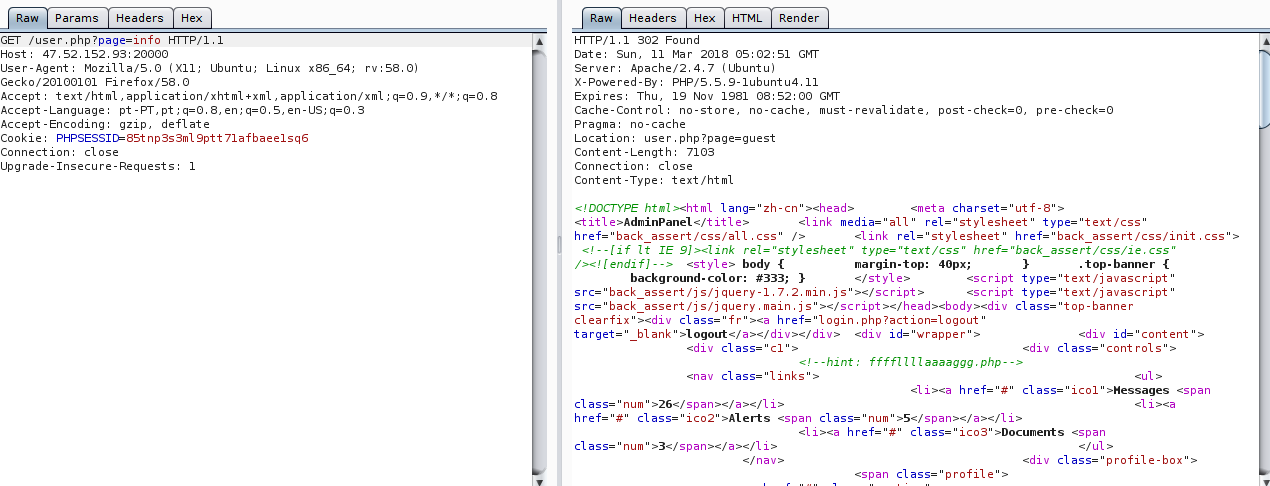 Raw Params Headers Hex
GET /user.php?page=info HTTP/1.1
Host: 47.52.152.93:20000
User-Agent: Mozilla/5.0 (X11; Ubuntu; Linux x86_64; rv:58.0)
Gecko/20100101 Firefox/58.0
Accept: text/html,application/xhtml+xml,application/xml;q=0.9,*/*;q=0.8
Accept-Language: pt-PT,pt;q=0.8,en;q=0.5,en-US;q=0.3
Accept-Encoding: gzip, deflate
Cookie: PHPSESSID=85tnp3s3ml9ptt71afbaee1sq6
Connection: close
Upgrade-Insecure-Requests: 1
Raw Headers Hex HTML Render
HTTP/1.1 302 Found
Date: Sun, 11 Mar 2018 05:02:51 GMT
Server: Apache/2.4.7 (Ubuntu)
X-Powered-By: PHP/5.5.9-1ubuntu4.11
Expires: Thu, 19 Nov 1981 08:52:00 GMT
Cache-Control: no-store, no-cache, must-revalidate, post-check=0, pre-check=0
Pragma: no-cache
Location: user.php?page=guest
Content-Length: 7103
Connection: close
Content-Type: text/html
<!DOCTYPE html><html lang="zh-cn"><head> <meta charset="utf-8">
<title>AdminPanel</title> <link media="all" rel="stylesheet" type="text/css"
href="back_assert/css/all.css" /> <link rel="stylesheet" href="back_assert/css/init.css">
<!--[if lt IE 9]><link rel="stylesheet" type="text/css" href="back_assert/css/ie.css"
/><![endif]--> <style> body { margin-top: 40px; } .top-banner {
background-color: #333; } </style> <script type="text/javascript"
src="back_assert/js/jquery-1.7.2.min.js"></script> <script type="text/javascript"
src="back_assert/js/jquery.main.js"></script></head><body><div class="top-banner
clearfix"><div class="fr"><a href="login.php?action=logout"
target="_blank">logout</a></div></div> <div id="wrapper"> <div id="content">
<div class="c1"> <div class="controls">
<!--hint: ffffllllaaaaggg.php-->
<nav class="links"> <ul>
<li><a href="#" class="ico1">Messages <span
class="num">26</span></a></li> <li><a
href="#" class="ico2">Alerts <span class="num">5</span></a></li>
<li><a href="#" class="ico3">Documents <span
class="num">3</span></a></li> </ul>
</nav> <div class="profile-box">
<span class="profile">